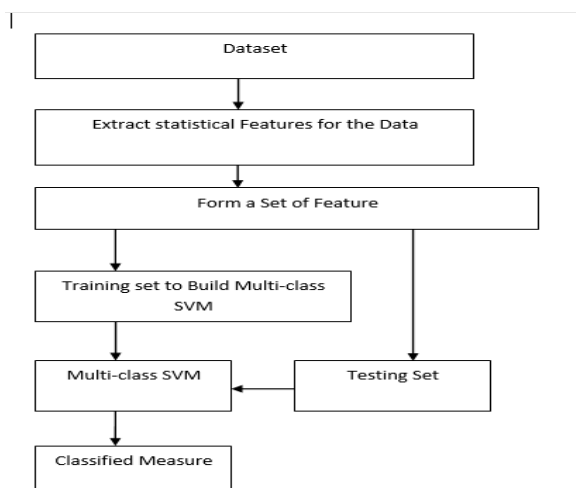 Dataset
Extract statistical Features for the Data
Form a Set of Feature
Training set to Build Multi-class
SVM
Multi-class SVM
Testing Set
Classified Measure